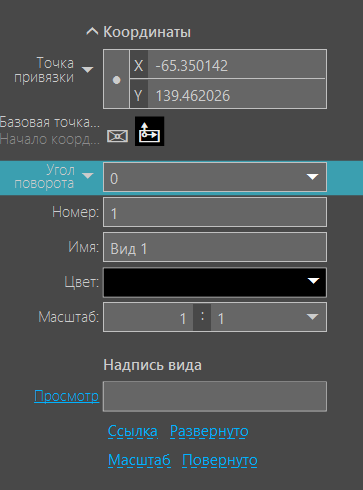 Координаты
Точка привязки
X -65.350142
Y 139.462026
Базовая точка...
Начало коорд...
Угол поворота 0
Номер: 1
Имя: Вид 1
Цвет:
Масштаб: 1 : 1
Надпись вида
Просмотр
Ссылка Развернуто
Масштаб Повернуто